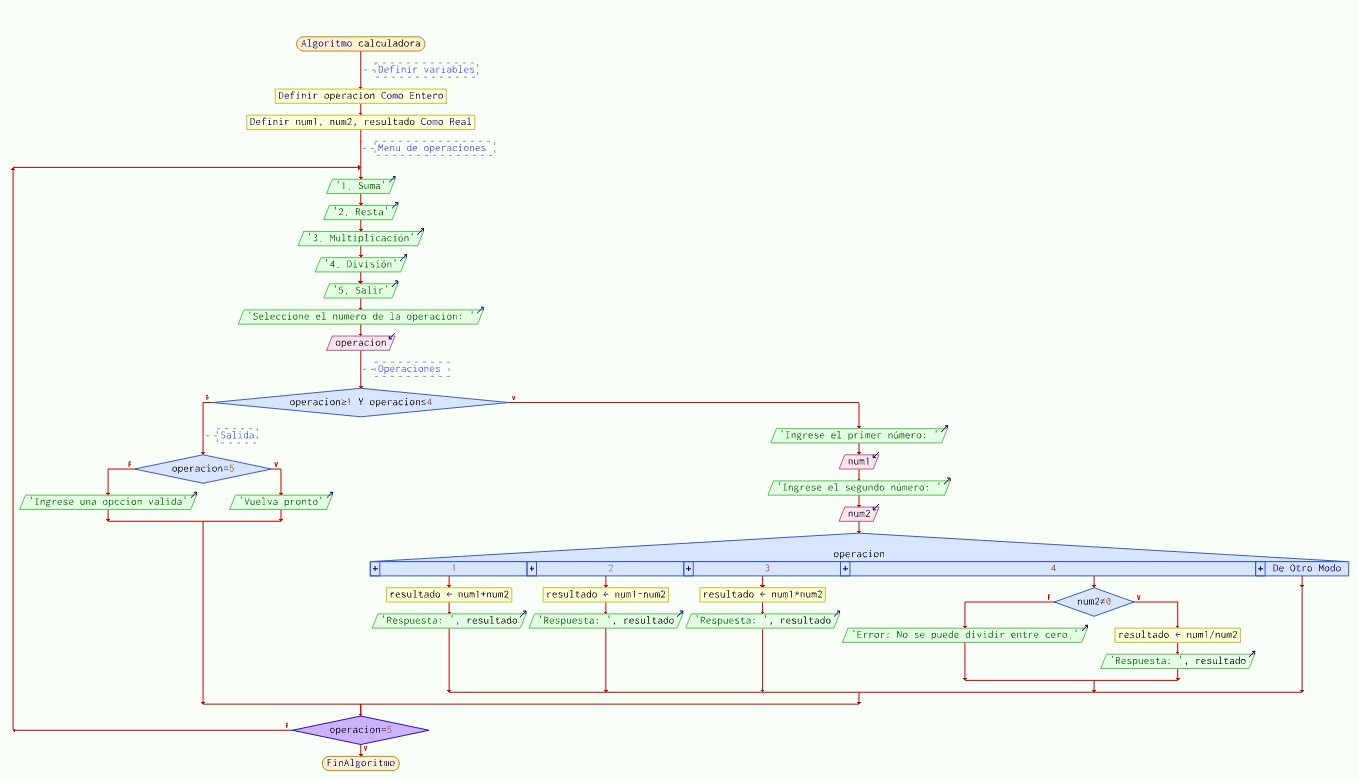 Algoritmo calculadora
Definir variables
Definir operacion Como Entero
Definir num1, num2, resultado Como Real
Menu de operaciones
'1. Suma'
'2. Resta'
'3. Multiplicación'
'4. División'
'5. Salir'
'Seleccione el numero de la operacion: '
operacion
Operaciones
F
operacion≥1 Y operacion≤4
V
Salida
F
operacion=5
V
'Ingrese una opccion valida'
'Vuelva pronto'
'Ingrese el primer número: '
num1
'Ingrese el segundo número: '
num2
operacion
+ 1 + 2 + 3 + 4 + De Otro Modo
resultado ← num1+num2
'Respuesta: ', resultado
resultado ← num1-num2
'Respuesta: ', resultado
resultado ← num1*num2
'Respuesta: ', resultado
F
num2≠0
V
'Error: No se puede dividir entre cero.'
resultado ← num1/num2
'Respuesta: ', resultado
F
operacion=5
V
FinAlgoritmo